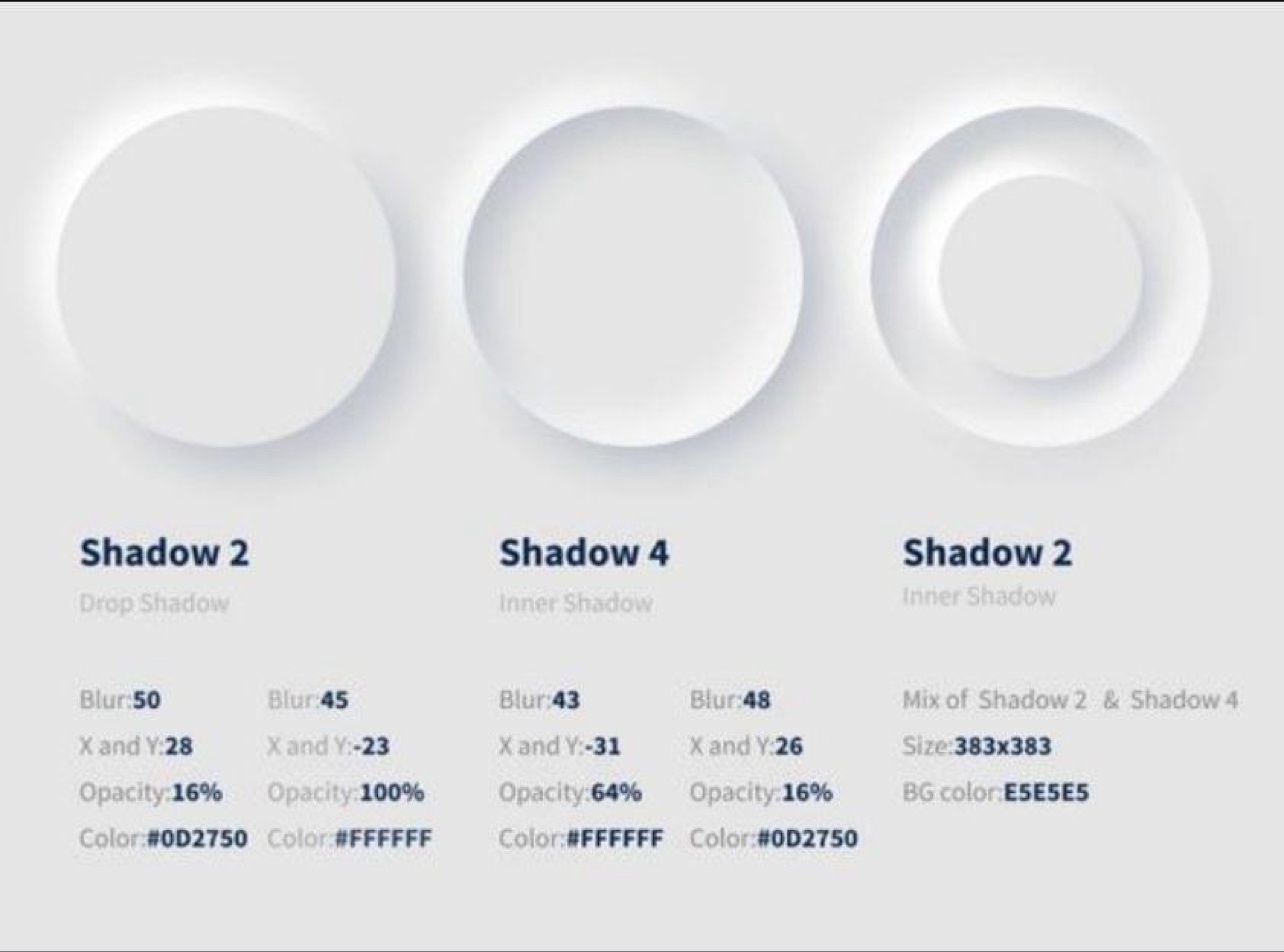 Shadow 2
Drop Shadow
Blur:50
X and Y:28
Opacity:16%
Color:#0D2750
Blur:45
X and Y:-23
Opacity:100%
Color:#FFFFFF
Shadow 4
Inner Shadow
Blur:43
X and Y:-31
Opacity:64%
Color:#FFFFFF
Blur:48
X and Y:26
Opacity:16%
Color:#0D2750
Shadow 2
Inner Shadow
Mix of Shadow 2 & Shadow 4
Size:383x383
BG color:E5E5E5